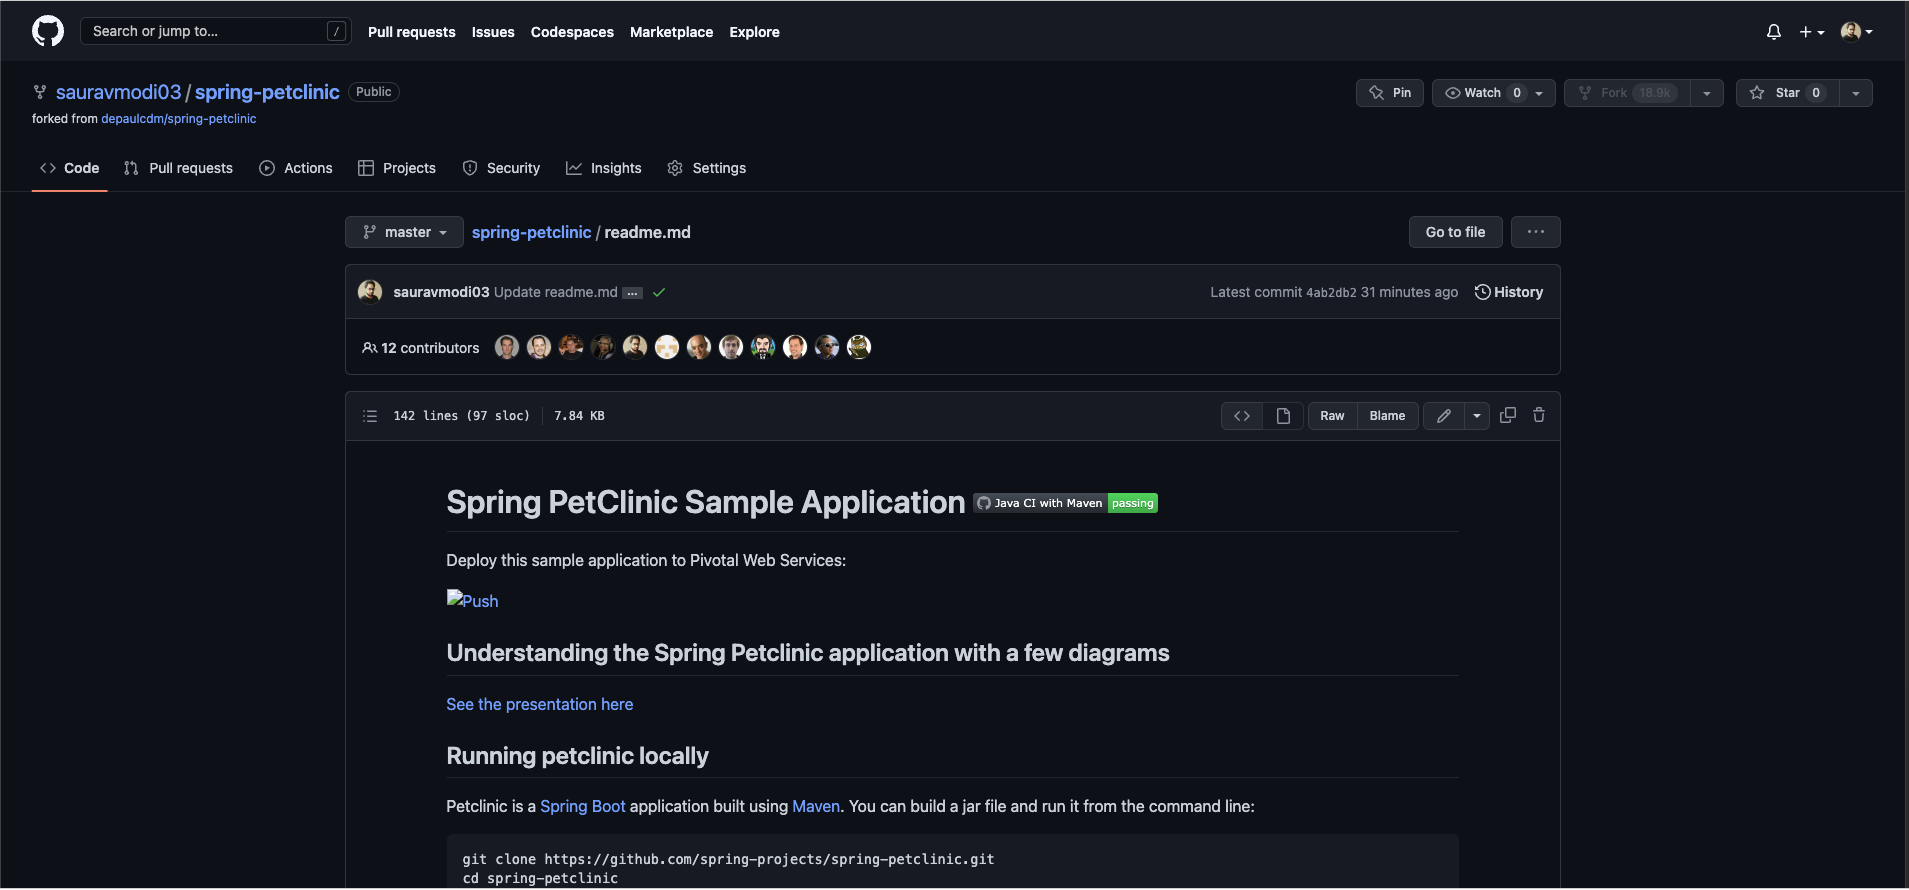 Search or jump to... /
Pull requests Issues Codespaces Marketplace Explore
sauravmodi03 / spring-petclinic Public
Pin Watch 0 Fork 18.9k Star 0
forked from depaulcdm/spring-petclinic
Code Pull requests Actions Projects Security Insights Settings
master spring-petclinic / readme.md Go to file ...
sauravmodi03 Update readme.md ... Latest commit 4ab2db2 31 minutes ago History
12 contributors
142 lines (97 sloc) 7.84 KB Raw Blame
Spring PetClinic Sample Application Java CI with Maven passing
Deploy this sample application to Pivotal Web Services:
Push
Understanding the Spring Petclinic application with a few diagrams
See the presentation here
Running petclinic locally
Petclinic is a Spring Boot application built using Maven. You can build a jar file and run it from the command line:
git clone https://github.com/spring-projects/spring-petclinic.git
cd spring-petclinic